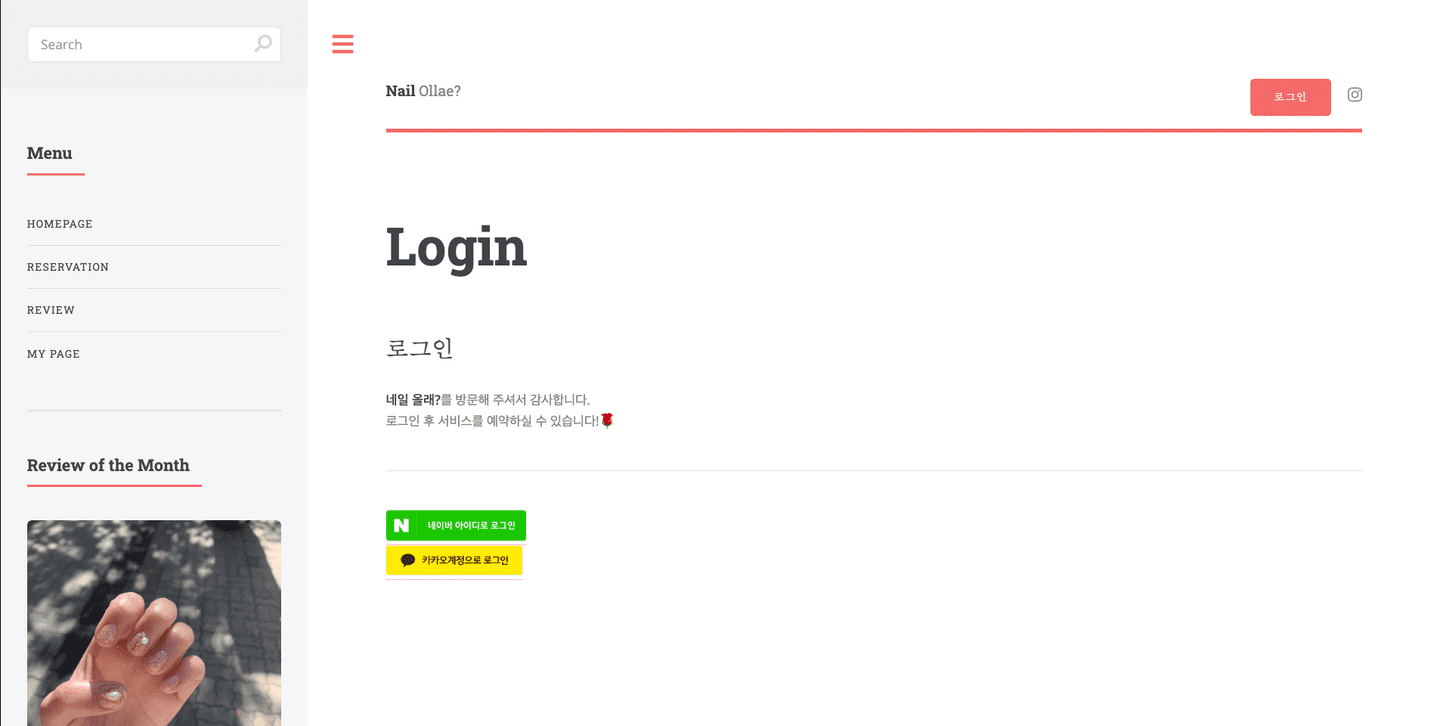 Search
Menu
HOMEPAGE
RESERVATION
REVIEW
MY PAGE
Review of the Month
Nail Ollae?
로그인
Login
로그인
네일 올래?를 방문해 주셔서 감사합니다.
로그인 후 서비스를 예약하실 수 있습니다!🌹
N 네이버 아이디로 로그인
카카오계정으로 로그인